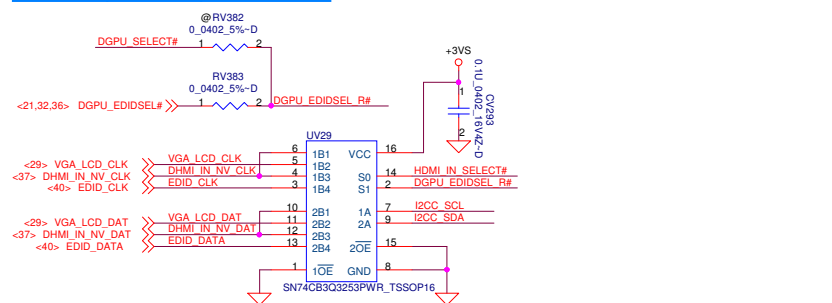 @ RV382
0_0402_5%~D
DGPU_SELECT# 1 2
RV383
0_0402_5%~D
<21,32,36> DGPU_EDIDSEL# 1 2 DGPU_EDIDSEL_R#
+3VS
1
2
CV293
0.1U_0402_16V4Z~D
UV29
6 1B1 VCC 16
<29> VGA_LCD_CLK VGA_LCD_CLK 5 1B2
<37> DHMI_IN_NV_CLK DHMI_IN_NV_CLK 4 1B3 S0 14 HDMI_IN_SELECT#
<40> EDID_CLK EDID_CLK 3 1B4 S1 2 DGPU_EDIDSEL_R#
10 2B1 1A 7 I2CC_SCL
<29> VGA_LCD_DAT VGA_LCD_DAT 11 2B2 2A 9 I2CC_SDA
<37> DHMI_IN_NV_DAT DHMI_IN_NV_DAT 12 2B3
<40> EDID_DATA EDID_DATA 13 2B4 2OE 15
1 1OE GND 8
SN74CB3Q3253PWR_TSSOP16